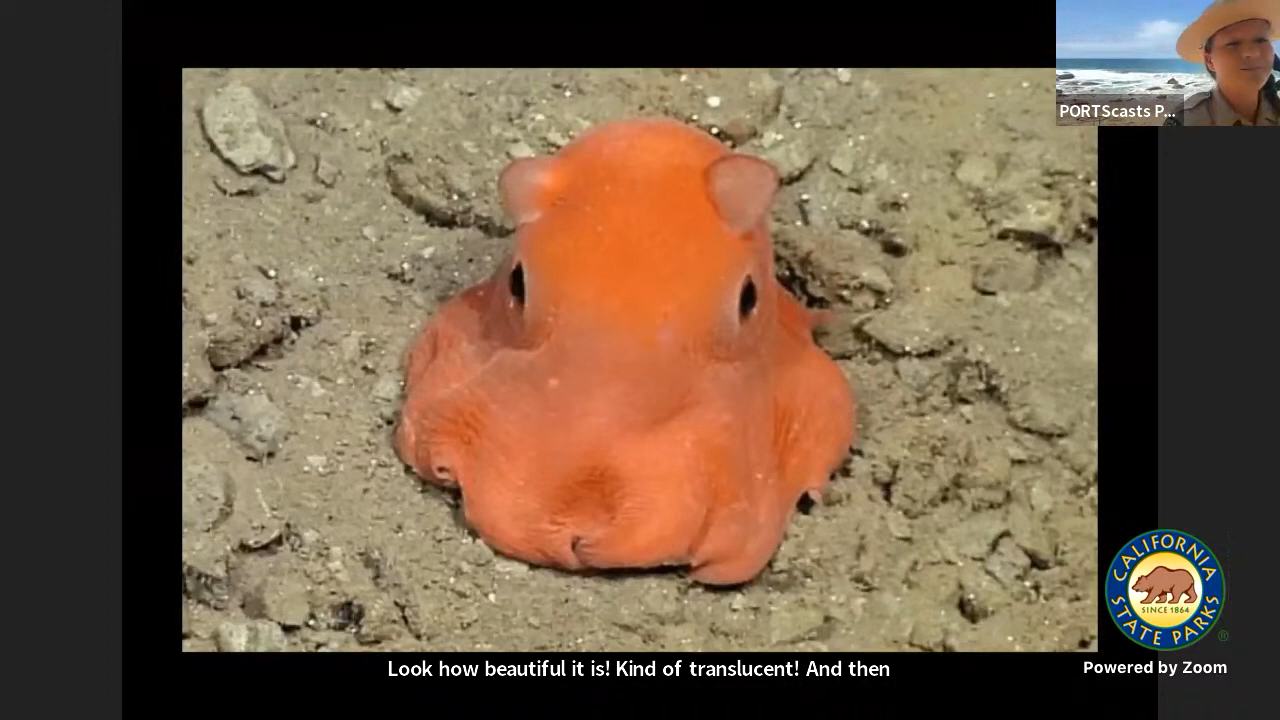 PORTScasts P...
CALIFORNIA
SINCE 1864
STATE PARKS
®
Look how beautiful it is! Kind of translucent! And then
Powered by Zoom